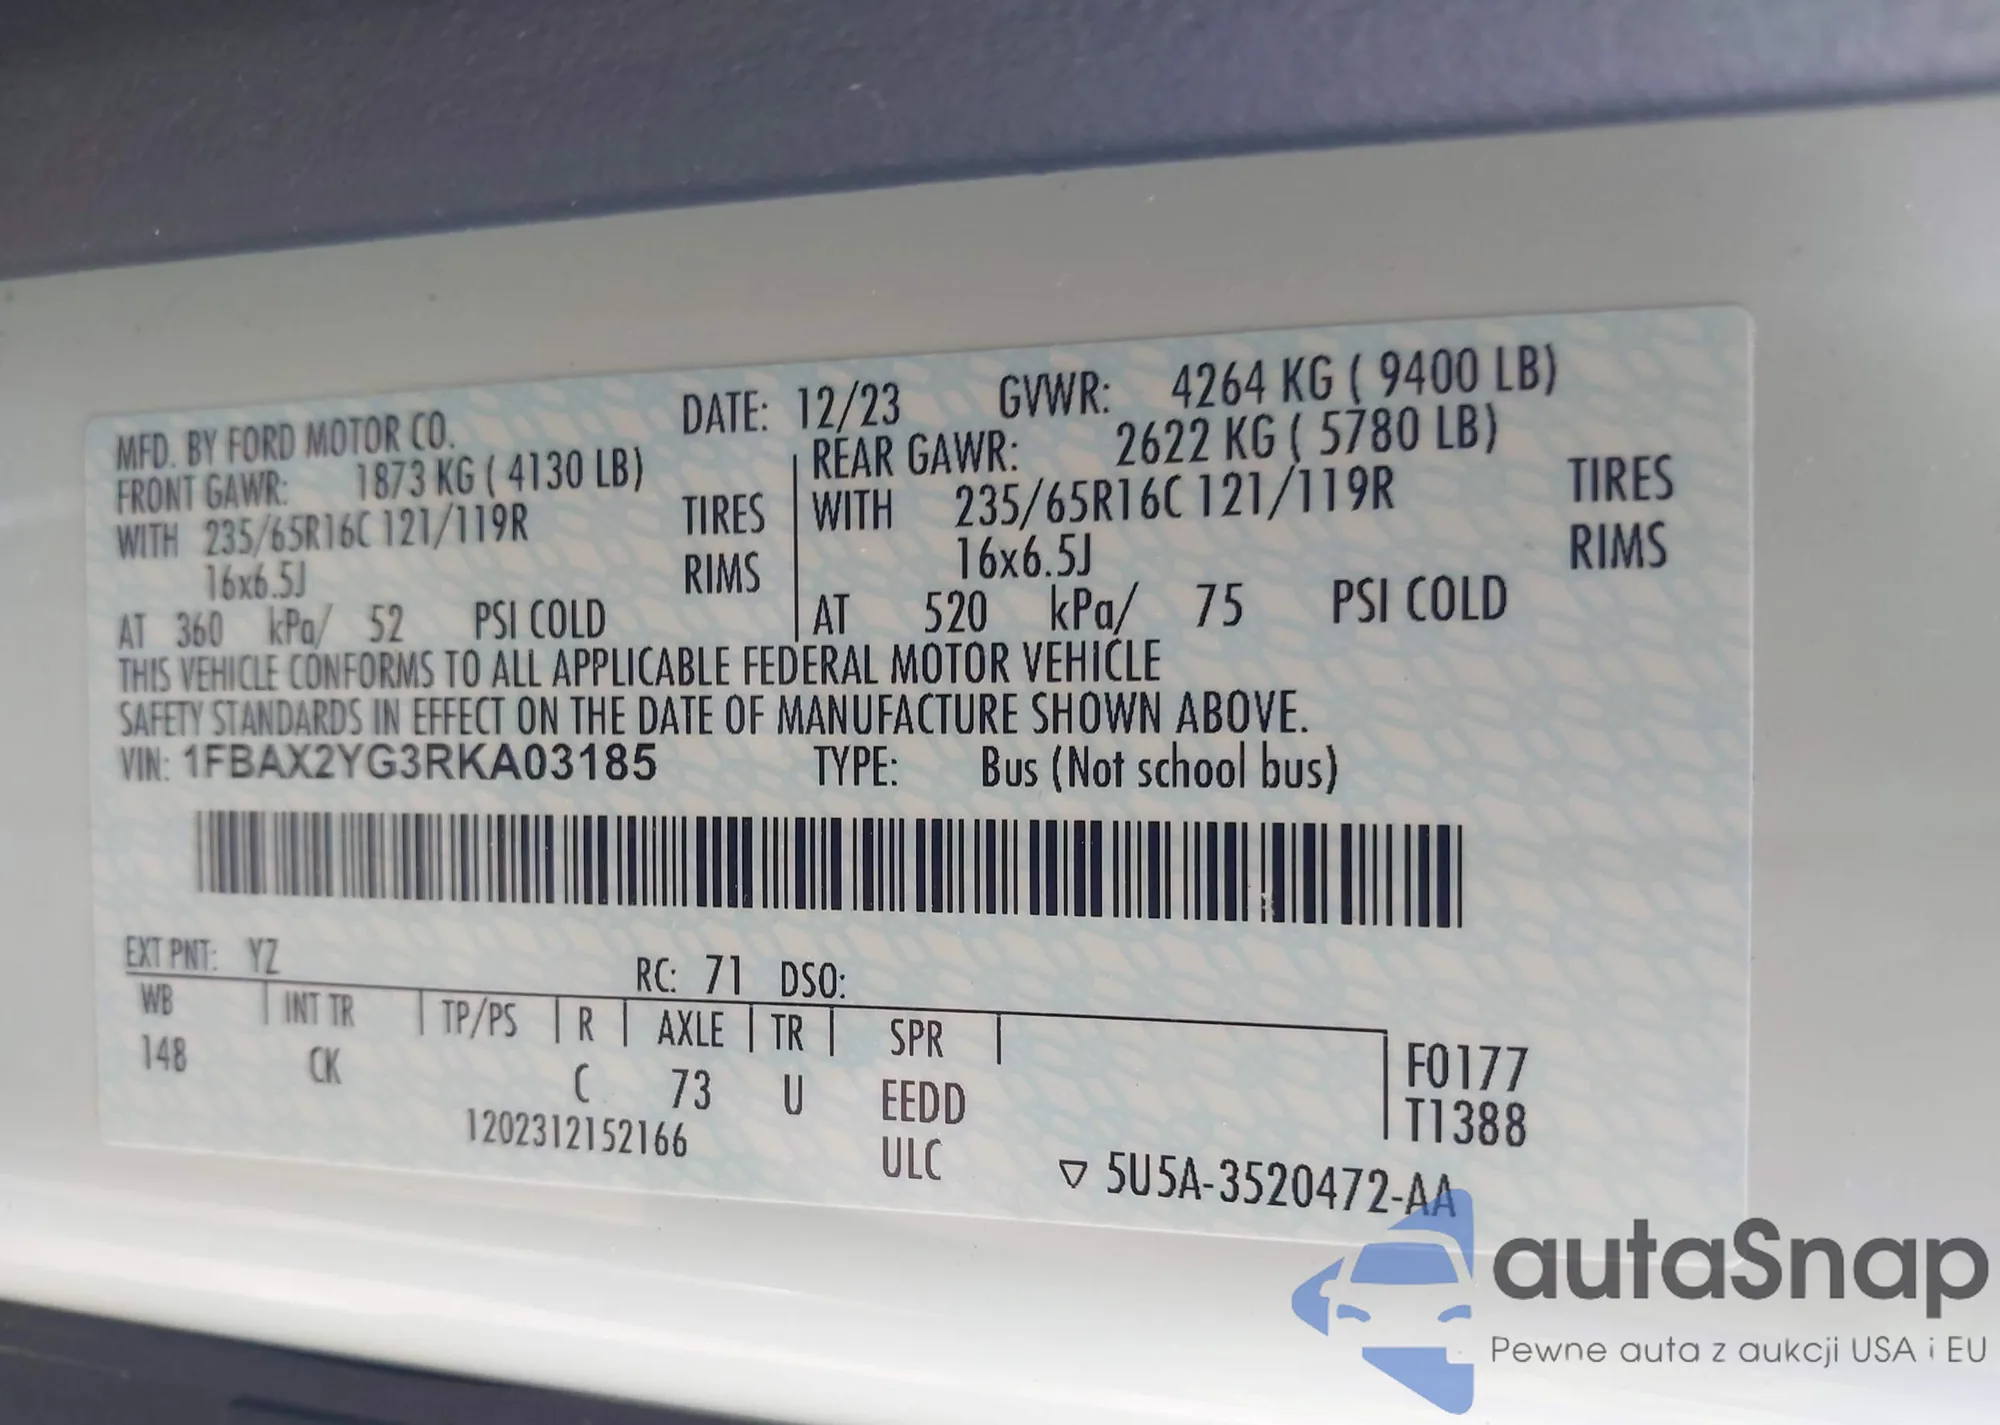 MFD. BY FORD MOTOR CO. DATE: 12/23 GVWR: 4264 KG ( 9400 LB)
FRONT GAWR: 1873 KG ( 4130 LB) REAR GAWR: 2622 KG ( 5780 LB)
WITH 235/65R16C 121/119R TIRES WITH 235/65R16C 121/119R TIRES
16x6.5J RIMS 16x6.5J RIMS
AT 360 kPa/ 52 PSI COLD AT 520 kPa/ 75 PSI COLD
THIS VEHICLE CONFORMS TO ALL APPLICABLE FEDERAL MOTOR VEHICLE
SAFETY STANDARDS IN EFFECT ON THE DATE OF MANUFACTURE SHOWN ABOVE.
VIN: 1FBAX2YG3RKA03185 TYPE: Bus (Not school bus)
EXT PNT: YZ RC: 71 DSO:
WB INT TR TP/PS R AXLE TR SPR F0177
148 CK C 73 U EEDD T1388
1202312152166 ULC 5U5A-3520472-AA
autaSnap
Pewne auta z aukcji USA i EU